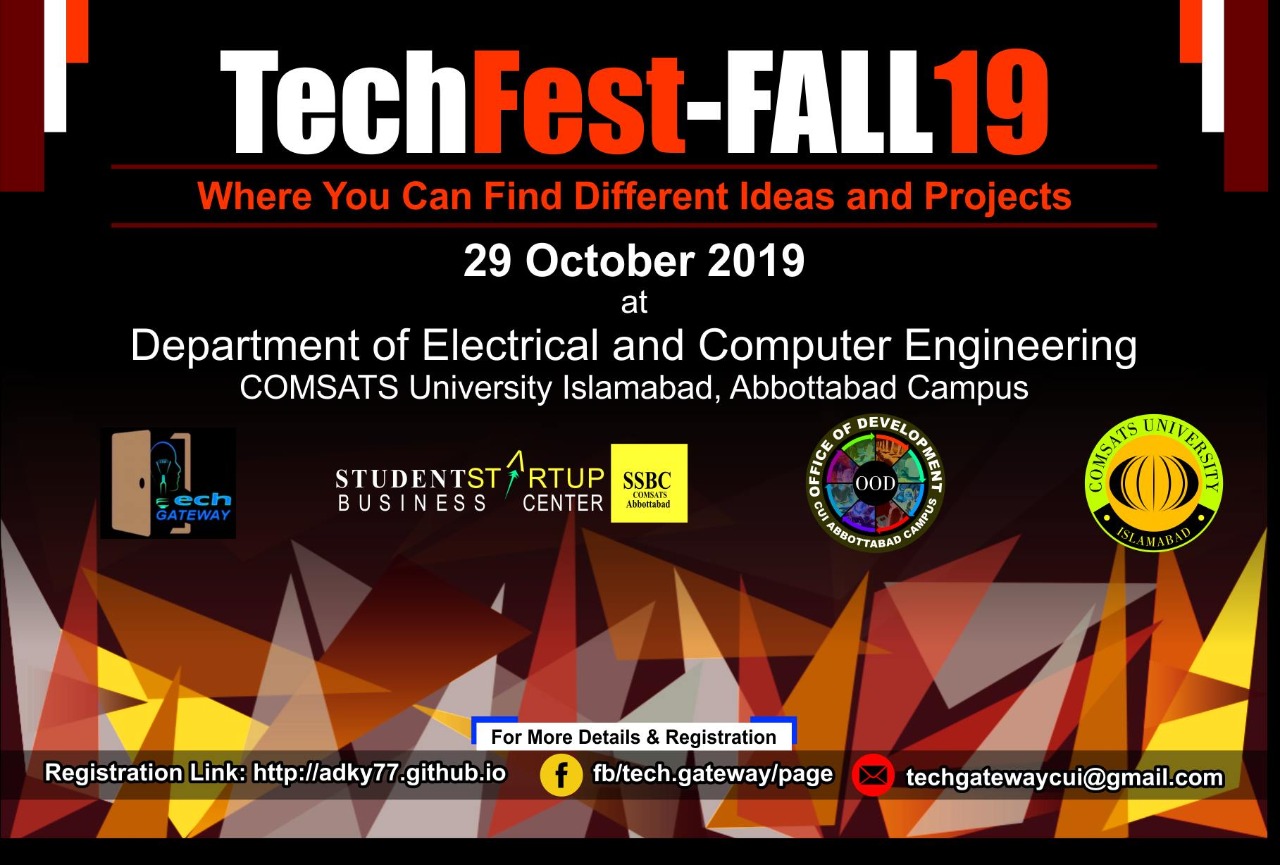 TechFest-FALL19
Where You Can Find Different Ideas and Projects
29 October 2019
at
Department of Electrical and Computer Engineering
COMSATS University Islamabad, Abbottabad Campus
ech
GATEWAY
STUDENTSTARTUP
BUSINESS CENTER
SSBC
COMSATS
Abbottabad
OFFICE OF DEVELOPMENT
OOD
CUI ABBOTTABAD CAMPUS
COMSATS UNIVERSITY
ISLAMABAD
For More Details & Registration
Registration Link: http://adky77.github.io
f
fb/tech.gateway/page
techgatewaycui@gmail.com